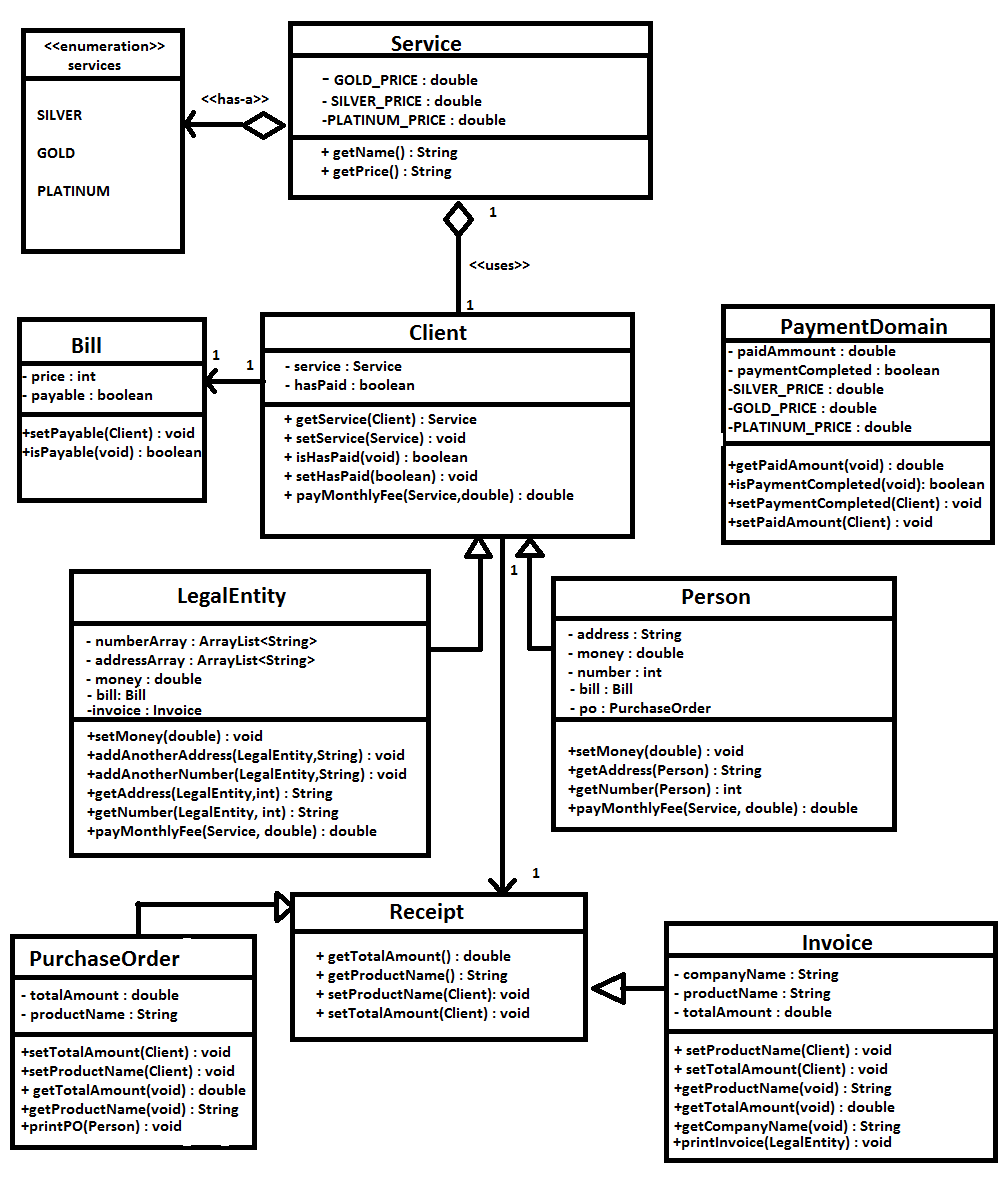 <<enumeration>>
services
SILVER
GOLD
PLATINUM
<<has-a>>
Service
- GOLD_PRICE : double
- SILVER_PRICE : double
-PLATINUM_PRICE : double
+ getName() : String
+ getPrice() : String
1
<<uses>>
1
Bill
- price : int
- payable : boolean
+setPayable(Client) : void
+isPayable(void) : boolean
1
1
Client
- service : Service
- hasPaid : boolean
+ getService(Client) : Service
+ setService(Service) : void
+ isHasPaid(void) : boolean
+ setHasPaid(boolean) : void
+ payMonthlyFee(Service,double) : double
PaymentDomain
- paidAmmount : double
- paymentCompleted : boolean
-SILVER_PRICE : double
-GOLD_PRICE : double
-PLATINUM_PRICE : double
+getPaidAmount(void) : double
+isPaymentCompleted(void): boolean
+setPaymentCompleted(Client) : void
+setPaidAmount(Client) : void
1
LegalEntity
- numberArray : ArrayList<String>
- addressArray : ArrayList<String>
- money : double
- bill: Bill
-invoice : Invoice
+setMoney(double) : void
+addAnotherAddress(LegalEntity,String) : void
+addAnotherNumber(LegalEntity,String) : void
+getAddress(LegalEntity,int) : String
+getNumber(LegalEntity, int) : String
+payMonthlyFee(Service, double) : double
Person
- address : String
- money : double
- number : int
- bill : Bill
- po : PurchaseOrder
+setMoney(double) : void
+getAddress(Person) : String
+getNumber(Person) : int
+payMonthlyFee(Service, double) : double
1
Receipt
+ getTotalAmount() : double
+ getProductName() : String
+ setProductName(Client): void
+ setTotalAmount(Client) : void
PurchaseOrder
- totalAmount : double
- productName : String
+setTotalAmount(Client) : void
+setProductName(Client) : void
+ getTotalAmount(void) : double
+getProductName(void) : String
+printPO(Person) : void
Invoice
- companyName : String
- productName : String
- totalAmount : double
+ setProductName(Client) : void
+ setTotalAmount(Client) : void
+getProductName(void) : String
+getTotalAmount(void) : double
+getCompanyName(void) : String
+printInvoice(LegalEntity) : void